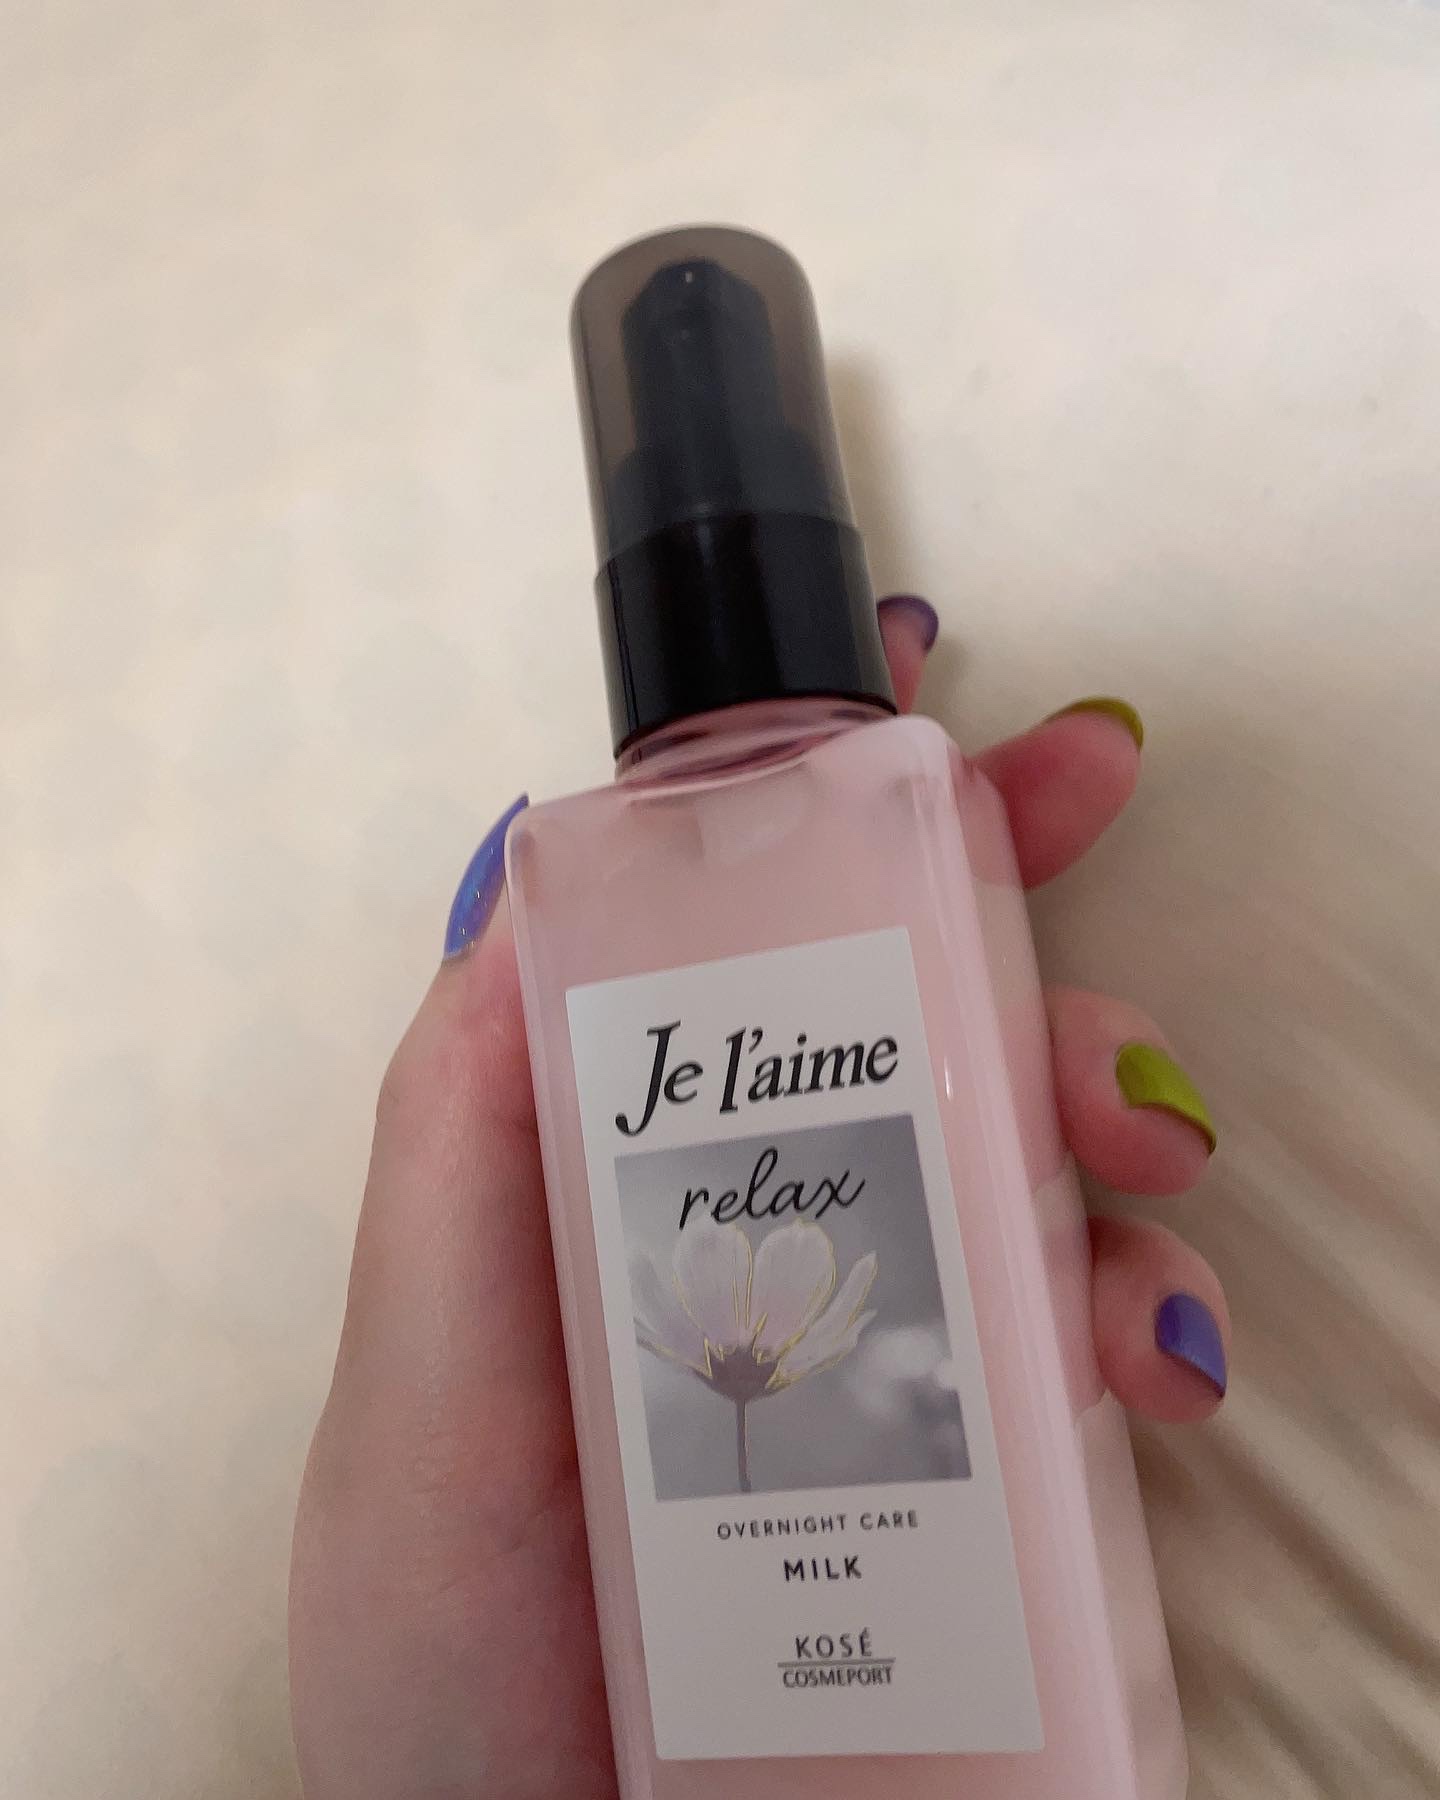 Je l'aime
relax
OVERNIGHT CARE
MILK
KOSÉ
COSMEPORT